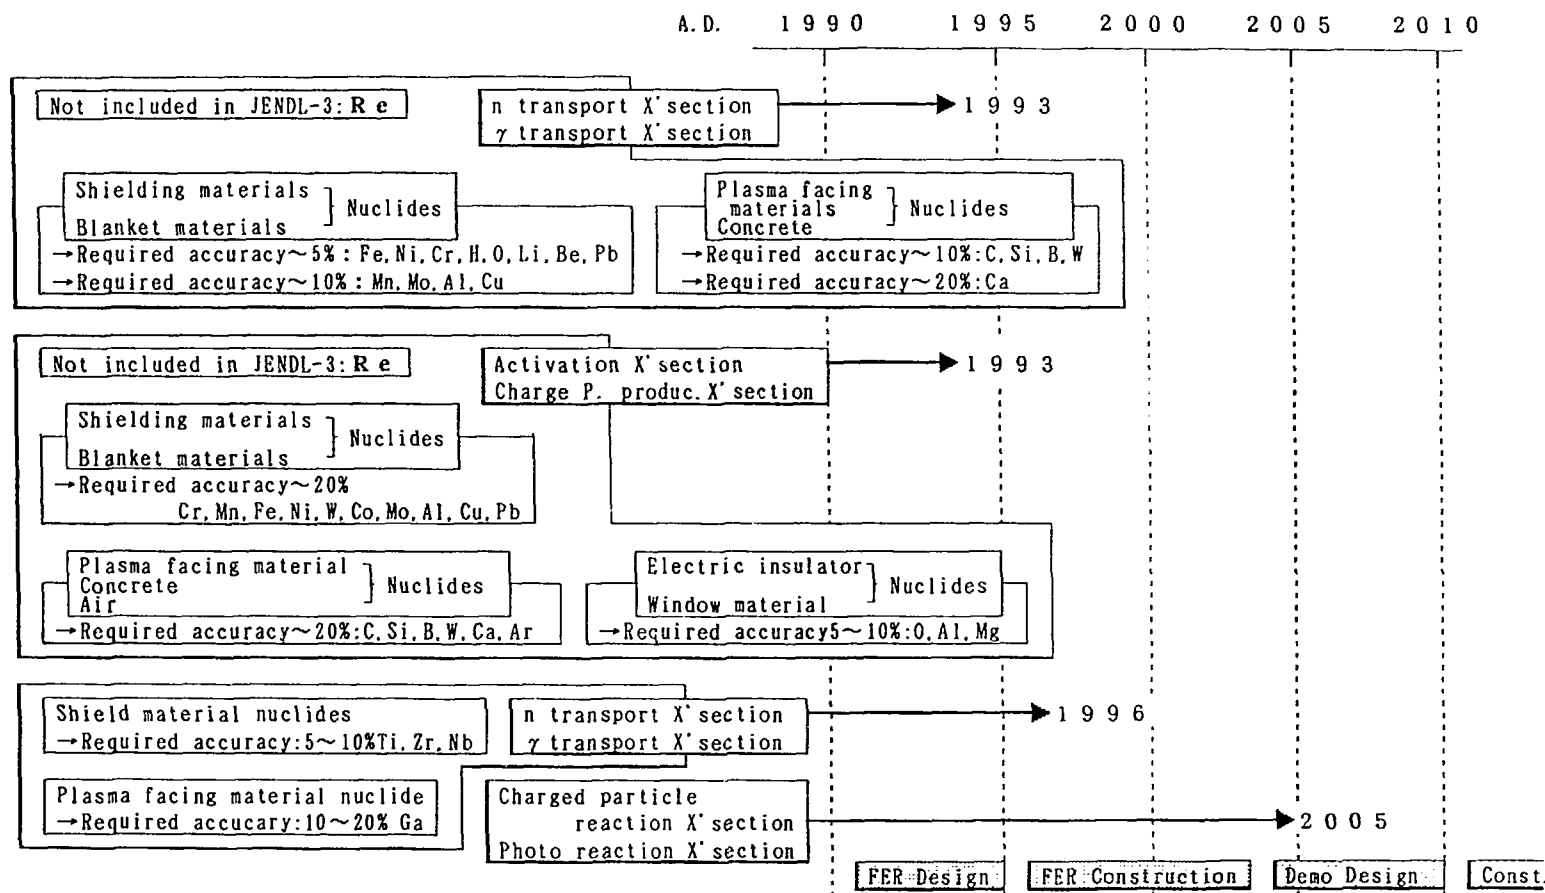 A.D. 1990 1995 2000 2005 2010
Not included in JENDL-3: Re
n transport X' section
γ transport X' section
1993
Shielding materials
Blanket materials
Nuclides
→Required accuracy~5% : Fe, Ni, Cr, H, O, Li, Be, Pb
→Required accuracy~10% : Mn, Mo, Al, Cu
Plasma facing
materials
Concrete
Nuclides
→Required accuracy~10%:C, Si, B, W
→Required accuracy~20%:Ca
Not included in JENDL-3: Re
Activation X' section
Charge P. produc. X' section
1993
Shielding materials
Blanket materials
Nuclides
→Required accuracy~20%
Cr, Mn, Fe, Ni, W, Co, Mo, Al, Cu, Pb
Plasma facing material
Concrete
Air
Nuclides
→Required accuracy~20%:C, Si, B, W, Ca, Ar
Electric insulator
Window material
Nuclides
→Required accuracy5~10%:O, Al, Mg
Shield material nuclides
→Required accuracy:5~10%Ti, Zr, Nb
n transport X' section
γ transport X' section
1996
Plasma facing material nuclide
→Required accucary:10~20% Ga
Charged particle
reaction X' section
Photo reaction X' section
2005
FER Design
FER Construction
Demo Design
Const.